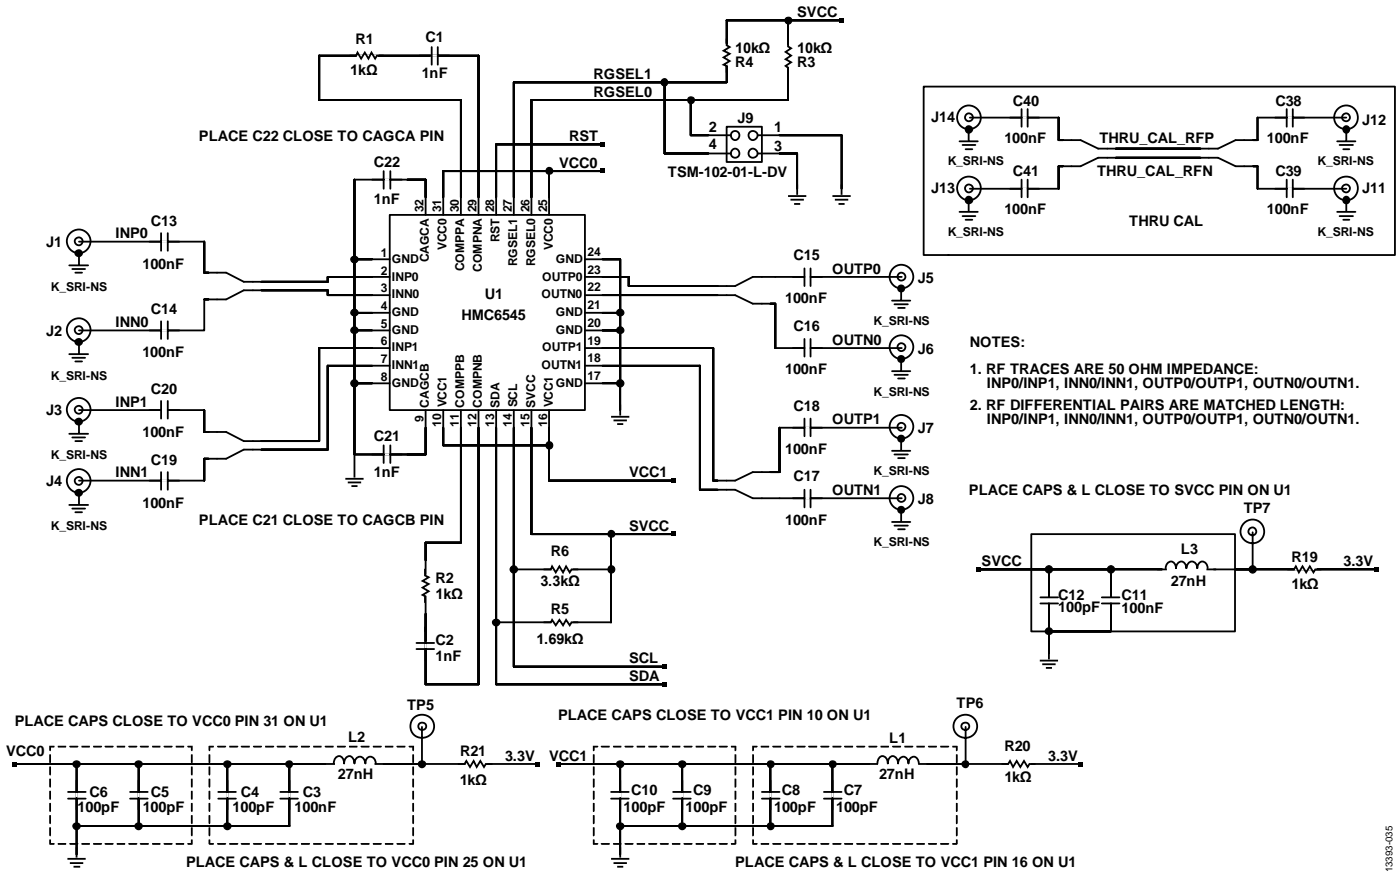 SVCC
R1
1kΩ
C1
1nF
10kΩ
R4
10kΩ
R3
RGSEL1
RGSEL0
PLACE C22 CLOSE TO CAGCA PIN
RST
VCC0
J9
2
1
4
3
TSM-102-01-L-DV
C22
1nF
32
31
30
29
28
27
26
25
CAGCA
VCC0
COMPPA
COMPNA
RST
RGSEL1
RGSEL0
VCC0
J14
C40
100nF
K_SRI-NS
THRU_CAL_RFP
C38
100nF
J12
K_SRI-NS
J13
C41
100nF
K_SRI-NS
THRU_CAL_RFN
C39
100nF
J11
K_SRI-NS
THRU CAL
J1
INP0
C13
100nF
K_SRI-NS
J2
INN0
C14
100nF
K_SRI-NS
J3
INP1
C20
100nF
K_SRI-NS
J4
INN1
C19
100nF
K_SRI-NS
1
GND
2
INP0
3
INN0
4
GND
5
GND
6
INP1
7
INN1
8
GND
U1
HMC6545
24
GND
23
OUTP0
22
OUTN0
21
GND
20
GND
19
OUTP1
18
OUTN1
17
GND
CAGCB
VCC1
COMPPB
COMPNB
SDA
SCL
SVCC
VCC1
9
10
11
12
13
14
15
16
C15
100nF
OUTP0
J5
K_SRI-NS
C16
100nF
OUTN0
J6
K_SRI-NS
C18
100nF
OUTP1
J7
K_SRI-NS
C17
100nF
OUTN1
J8
K_SRI-NS
NOTES:
1. RF TRACES ARE 50 OHM IMPEDANCE:
INP0/INP1, INN0/INN1, OUTP0/OUTP1, OUTN0/OUTN1.
2. RF DIFFERENTIAL PAIRS ARE MATCHED LENGTH:
INP0/INP1, INN0/INN1, OUTP0/OUTP1, OUTN0/OUTN1.
C21
1nF
PLACE C21 CLOSE TO CAGCB PIN
VCC1
SVCC
R6
3.3kΩ
R5
1.69kΩ
R2
1kΩ
C2
1nF
SCL
SDA
PLACE CAPS & L CLOSE TO SVCC PIN ON U1
TP7
SVCC
L3
27nH
R19
1kΩ
3.3V
C12
100pF
C11
100nF
PLACE CAPS CLOSE TO VCC0 PIN 31 ON U1
TP5
VCC0
L2
27nH
R21
1kΩ
3.3V
C6
100pF
C5
100pF
C4
100pF
C3
100nF
PLACE CAPS & L CLOSE TO VCC0 PIN 25 ON U1
PLACE CAPS CLOSE TO VCC1 PIN 10 ON U1
TP6
VCC1
L1
27nH
R20
1kΩ
3.3V
C10
100pF
C9
100pF
C8
100pF
C7
100pF
PLACE CAPS & L CLOSE TO VCC1 PIN 16 ON U1
13393-035